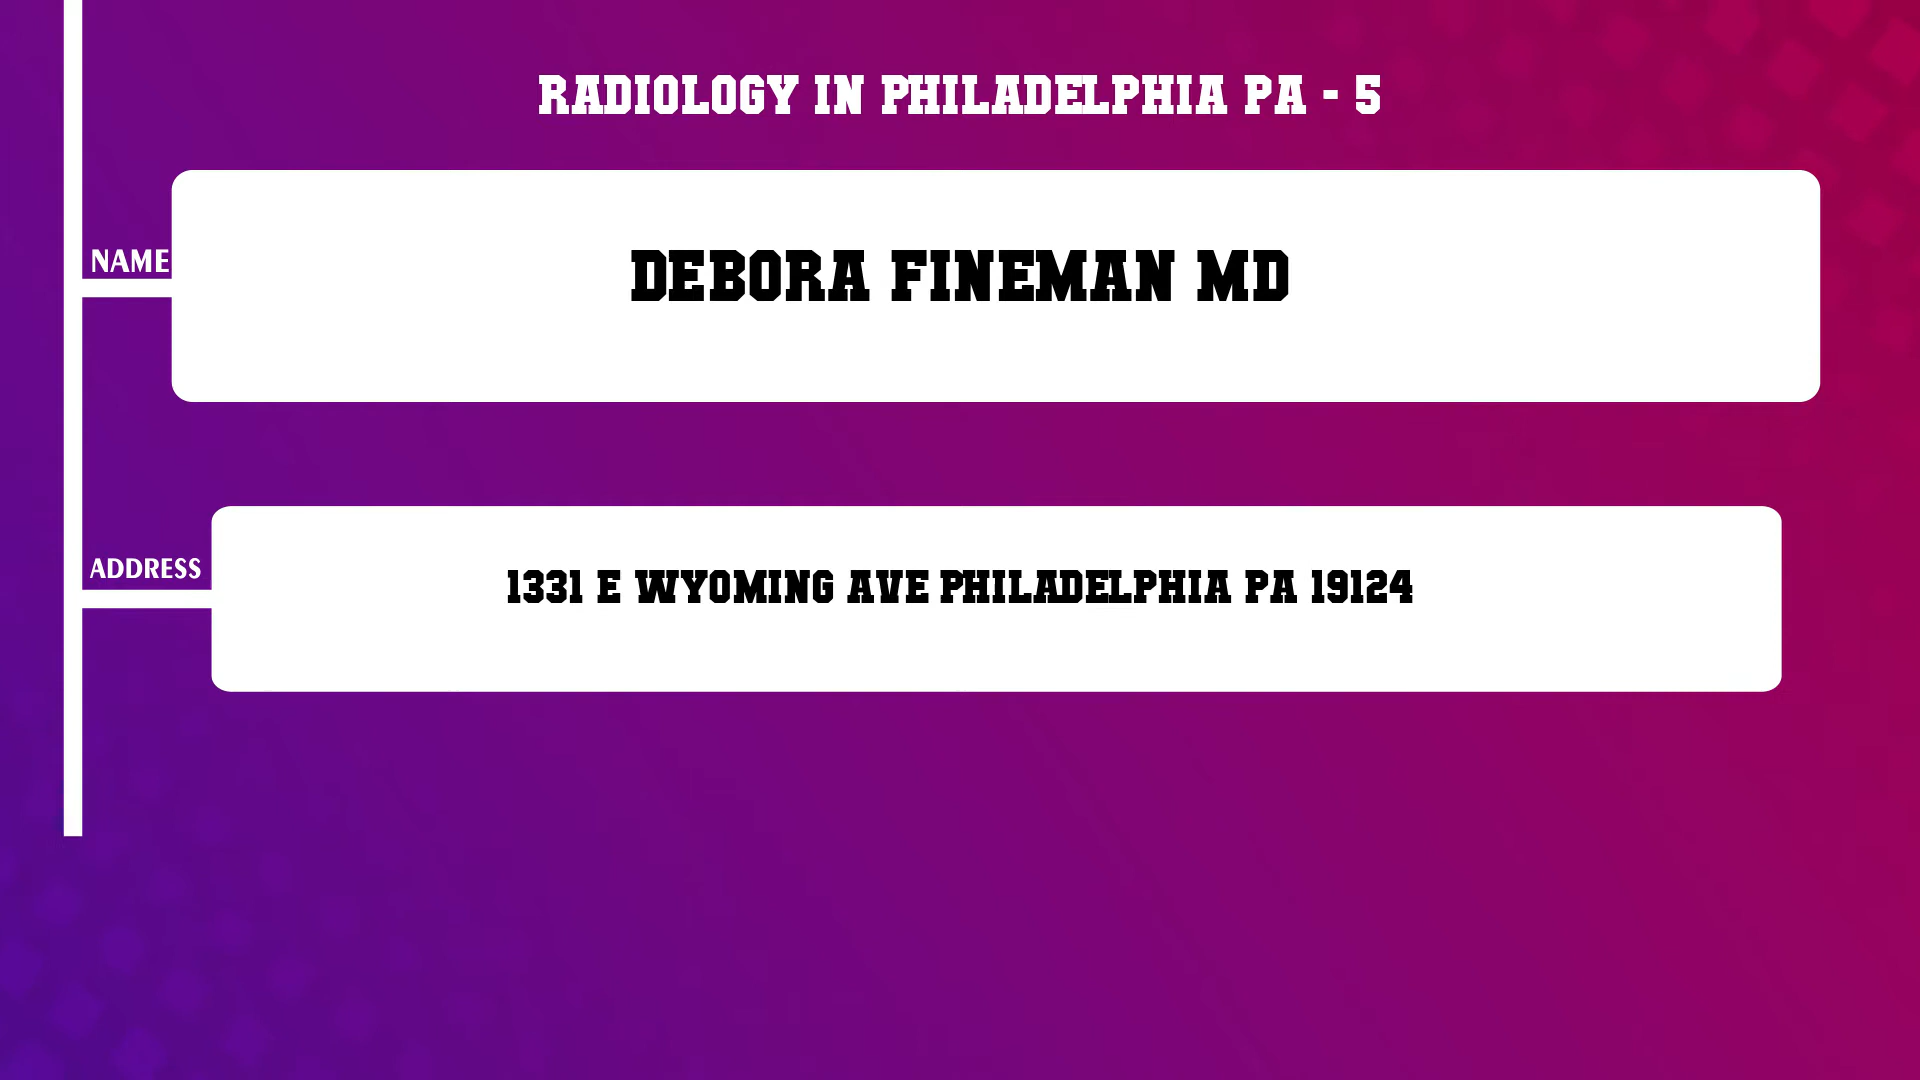 RADIOLOGY IN PHILADELPHIA PA - 5
NAME
DEBORA FINEMAN MD
ADDRESS
1331 E WYOMING AVE PHILADELPHIA PA 19124